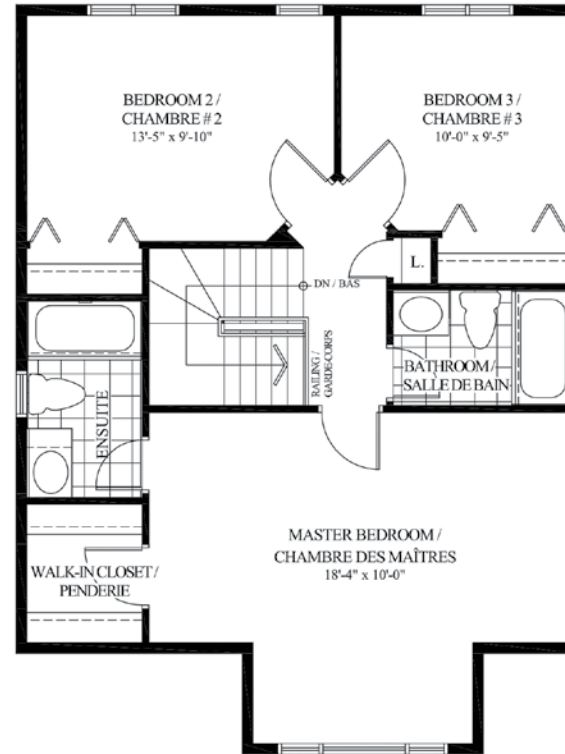 BEDROOM 2 /
CHAMBRE # 2
13'-5" x 9'-10"
BEDROOM 3 /
CHAMBRE # 3
10'-0" x 9'-5"
L.
DN / BAS
RAILING /
GARDE-CORPS
BATHROOM /
SALLE DE BAIN
ENSUITE
MASTER BEDROOM /
CHAMBRE DES MAÎTRES
18'-4" x 10'-0"
WALK-IN CLOSET /
PENDERIE